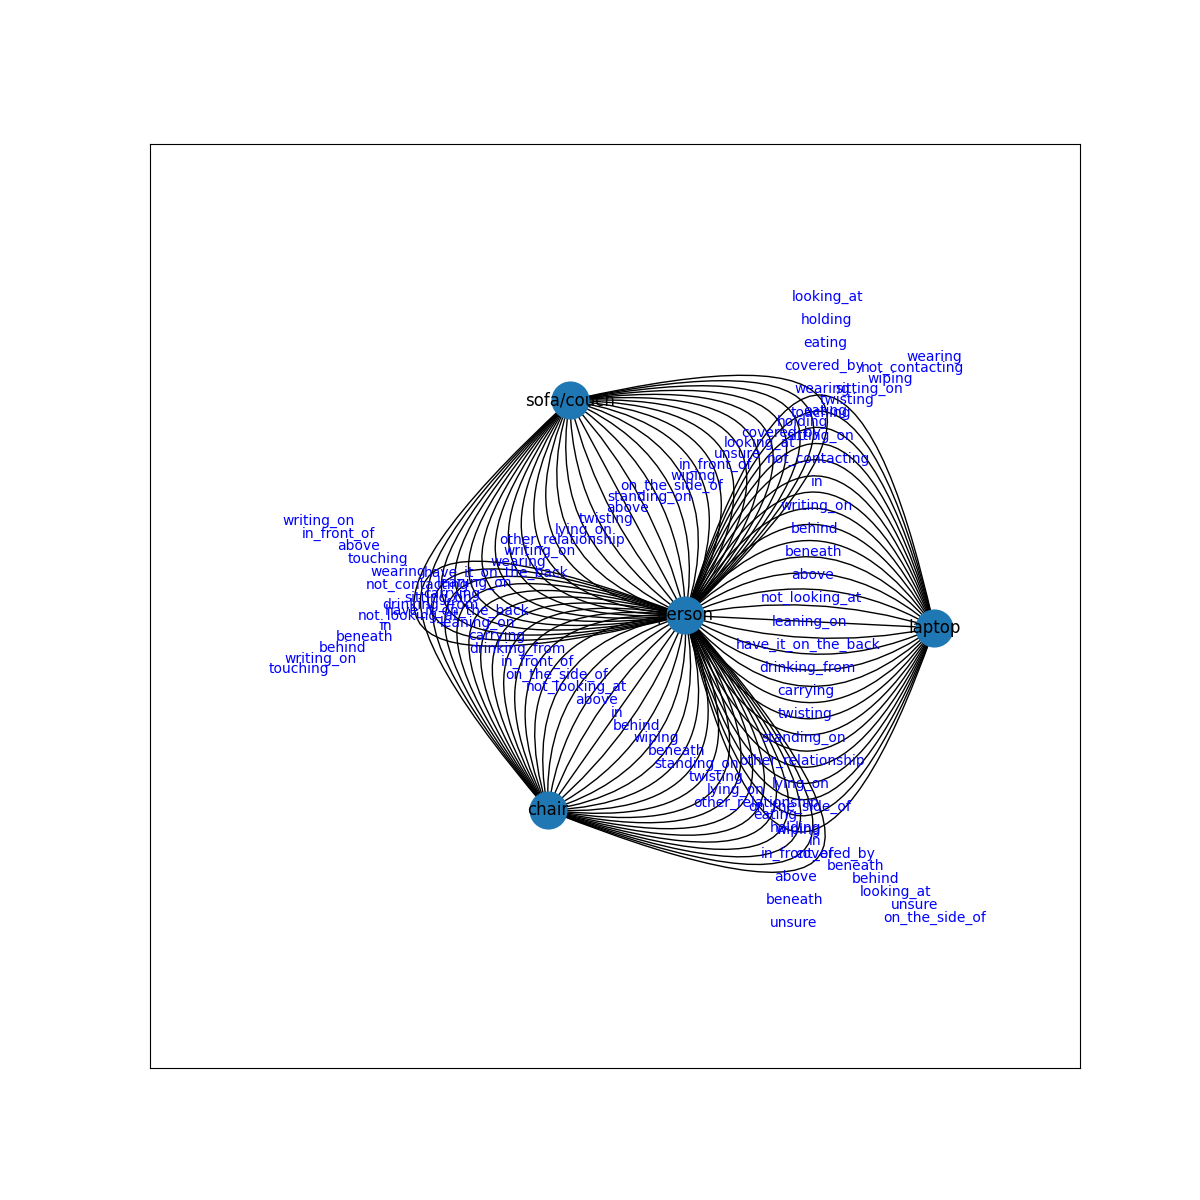 looking_at
holding
eating
wearing
covered_by
not_contacting
wiping
wearing
sitting_on
twisting
sofa/couch
touching
eating
holding
covered_by
sitting_on
looking_at
unsure
not_contacting
in_front_of
wiping
in
on_the_side_of
standing_on
writing_on
above
twisting
writing_on
behind
in_front_of
lying_on
other_relationship
above
writing_on
beneath
touching
wearing
wearing
have_it_on_the_back
above
not_contacting
leaning_on
carrying
sitting_on
not_looking_at
drinking_from
have_it_on_the_back
not_looking_at
person
leaning_on
leaning_on
laptop
in
beneath
carrying
behind
drinking_from
have_it_on_the_back
writing_on
in_front_of
touching
drinking_from
on_the_side_of
not_looking_at
carrying
above
in
twisting
behind
wiping
standing_on
beneath
standing_on
other_relationship
twisting
lying_on
lying_on
other_relationship
on_the_side_of
chair
eating
holding
wiping
in
in_front_of
covered_by
beneath
above
behind
looking_at
beneath
unsure
on_the_side_of
unsure